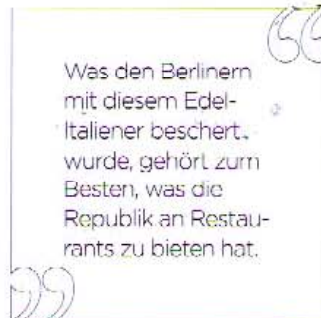 Was den Berlinern
mit diesem Edel-
Italiener beschert
wurde, gehört zum
Besten, was die
Republik an Restau-
rants zu bieten hat.